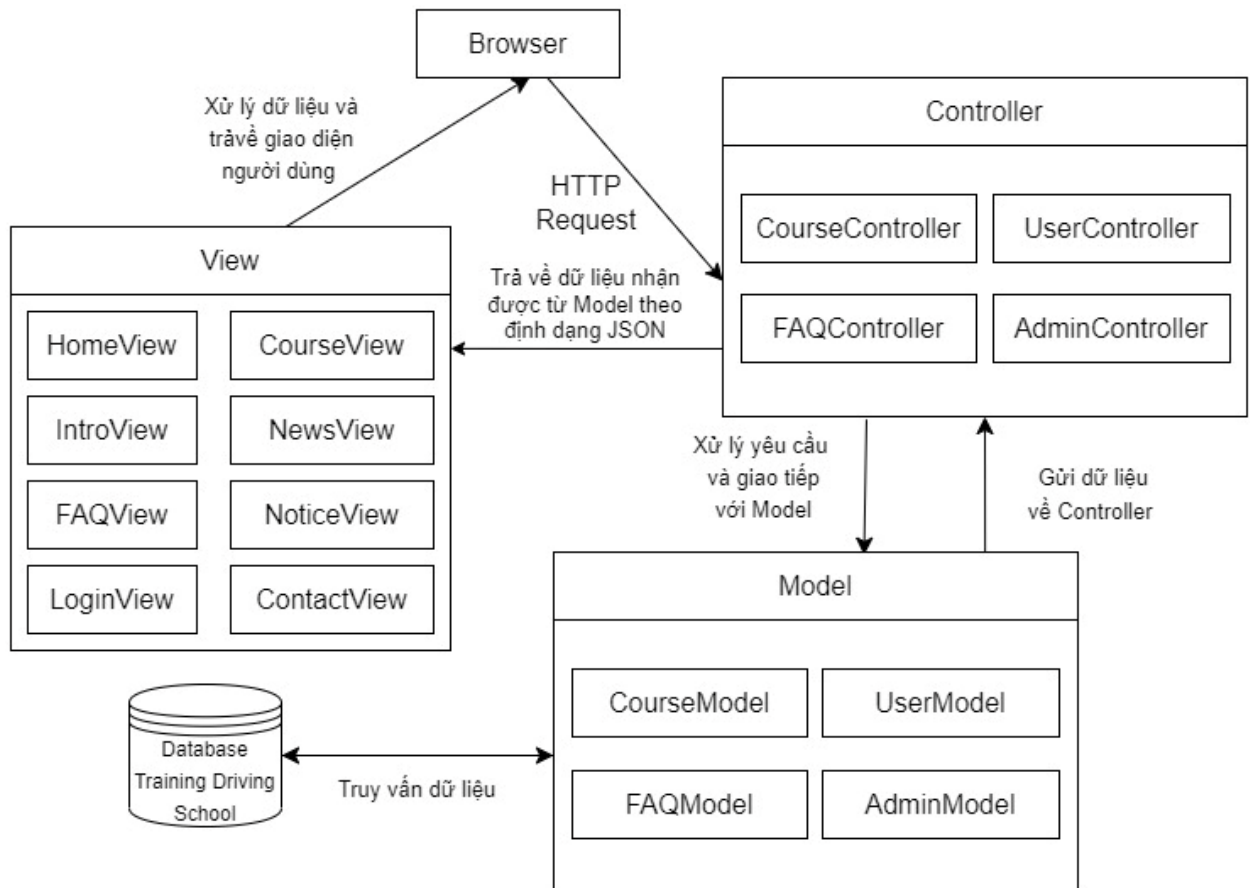 Browser
Xử lý dữ liệu và
trảvề giao diện
người dùng
HTTP
Request
Controller
CourseController
UserController
FAQController
AdminController
View
HomeView
CourseView
IntroView
NewsView
FAQView
NoticeView
LoginView
ContactView
Trả về dữ liệu nhận
được từ Model theo
định dạng JSON
Xử lý yêu cầu
và giao tiếp
với Model
Gửi dữ liệu
về Controller
Model
CourseModel
UserModel
FAQModel
AdminModel
Database
Training Driving
School
Truy vấn dữ liệu